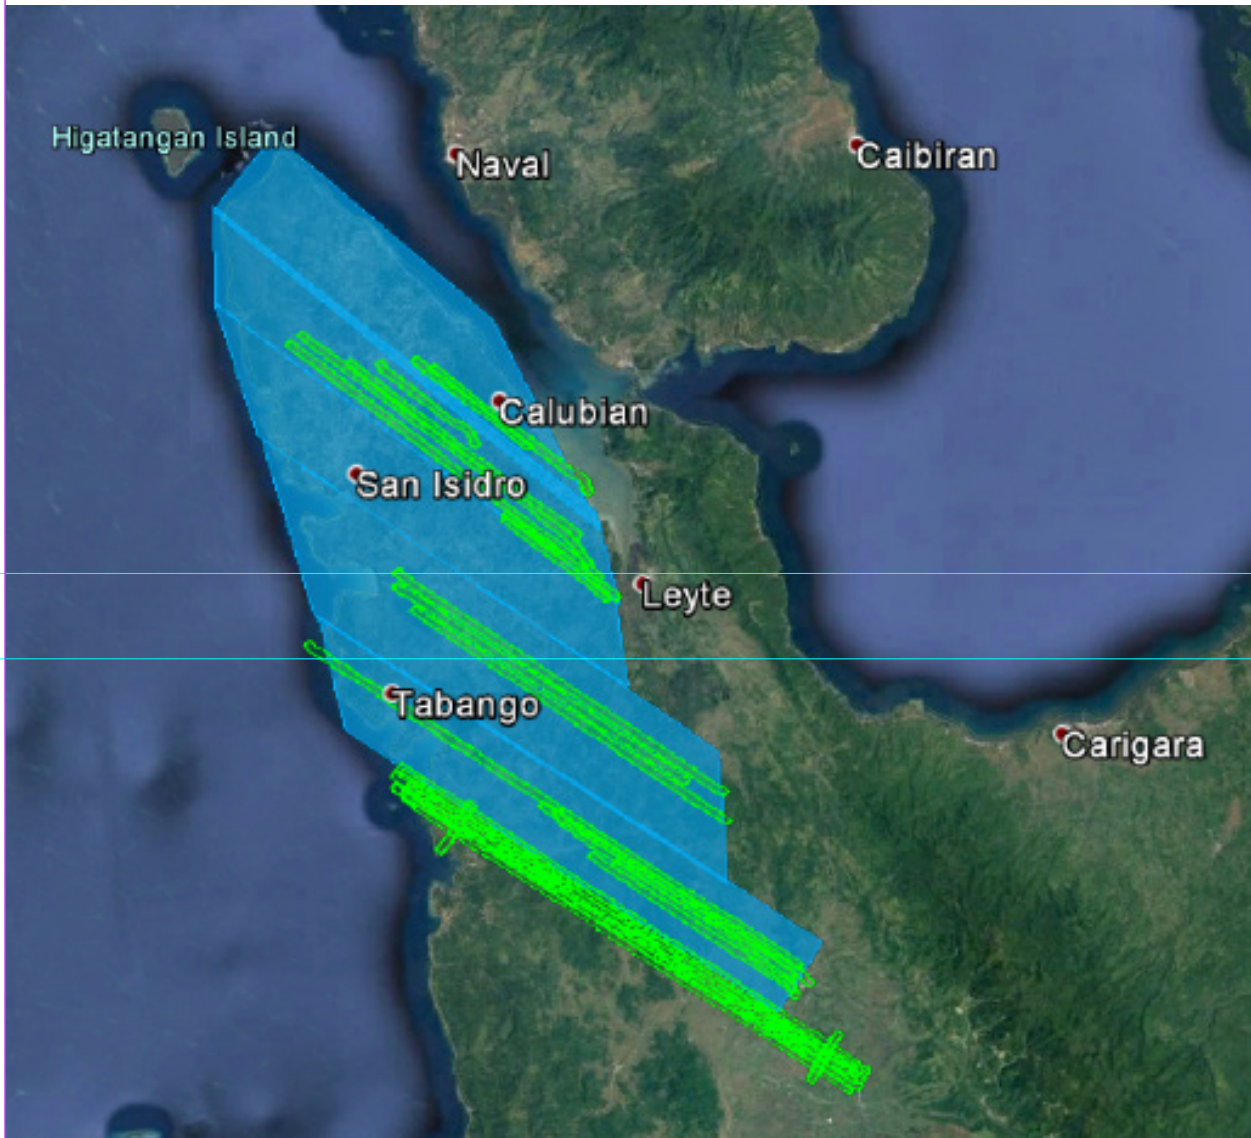 Higatangan Island
Naval
Caibiran
Calubian
San Isidro
Leyte
Tabango
Carigara